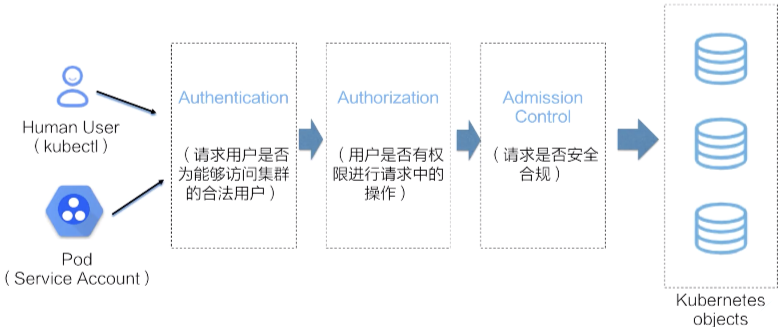 Human User
（kubectl）
Pod
（Service Account）
Authentication
（请求用户是否
为能够访问集群
的合法用户）
Authorization
（用户是否有权
限进行请求中的
操作）
Admission
Control
（请求是否安全
合规）
Kubernetes
objects